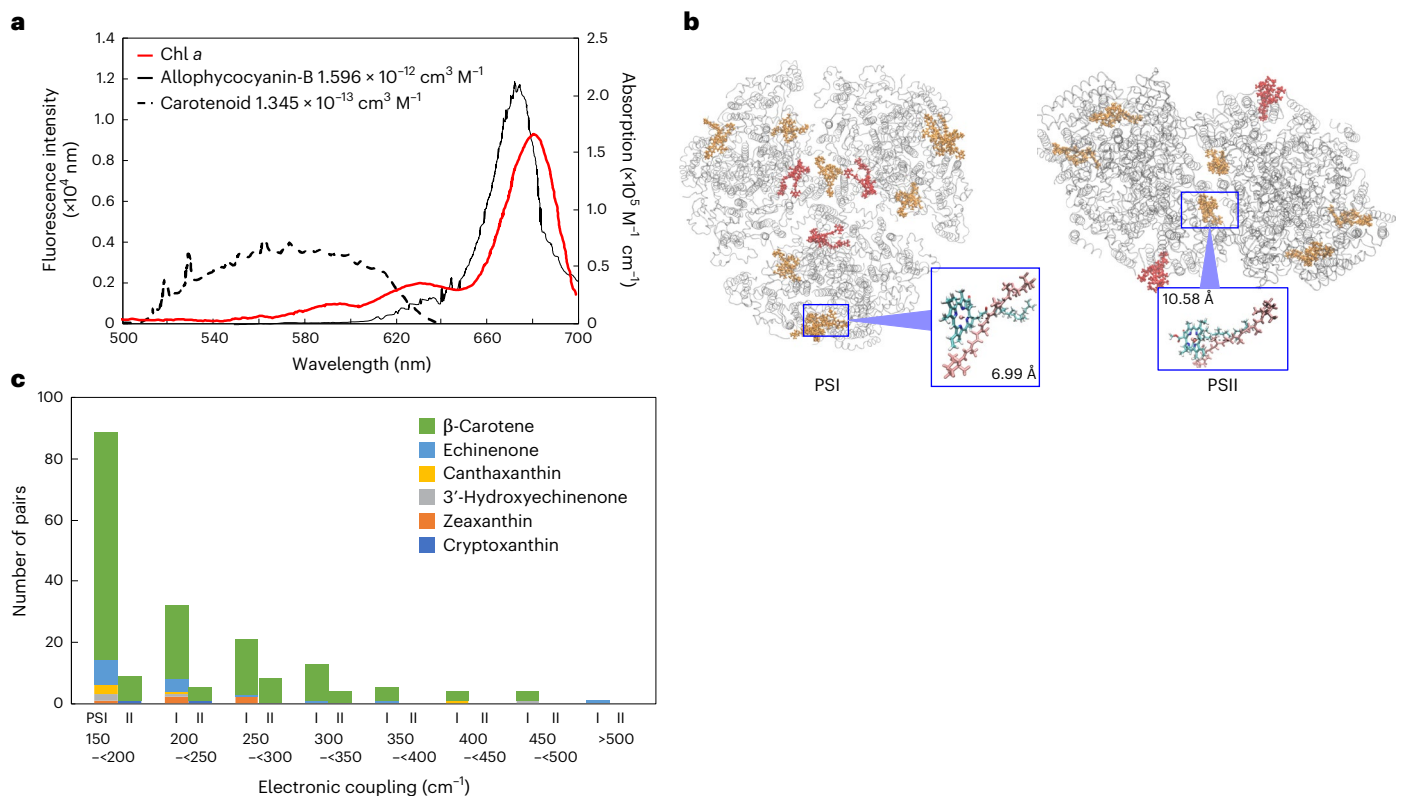 a
1.4
1.2
1.0
0.8
0.6
0.4
0.2
0
Fluorescence intensity
(×10⁴ nm)
Chl a
Allophycocyanin-B 1.596 × 10⁻¹² cm³ M⁻¹
Carotenoid 1.345 × 10⁻¹³ cm³ M⁻¹
2.5
2.0
1.5
1.0
0.5
0
Absorption (×10⁵ M⁻¹ cm⁻¹)
500 540 580 620 660 700
Wavelength (nm)
b
6.99 Å
PSI
10.58 Å
PSII
c
100
80
60
40
20
0
Number of pairs
β-Carotene
Echinenone
Canthaxanthin
3′-Hydroxyechinenone
Zeaxanthin
Cryptoxanthin
PSI II I II I II I II I II I II I II I II
150 200 250 300 350 400 450 >500
–<200 –<250 –<300 –<350 –<400 –<450 –<500
Electronic coupling (cm⁻¹)